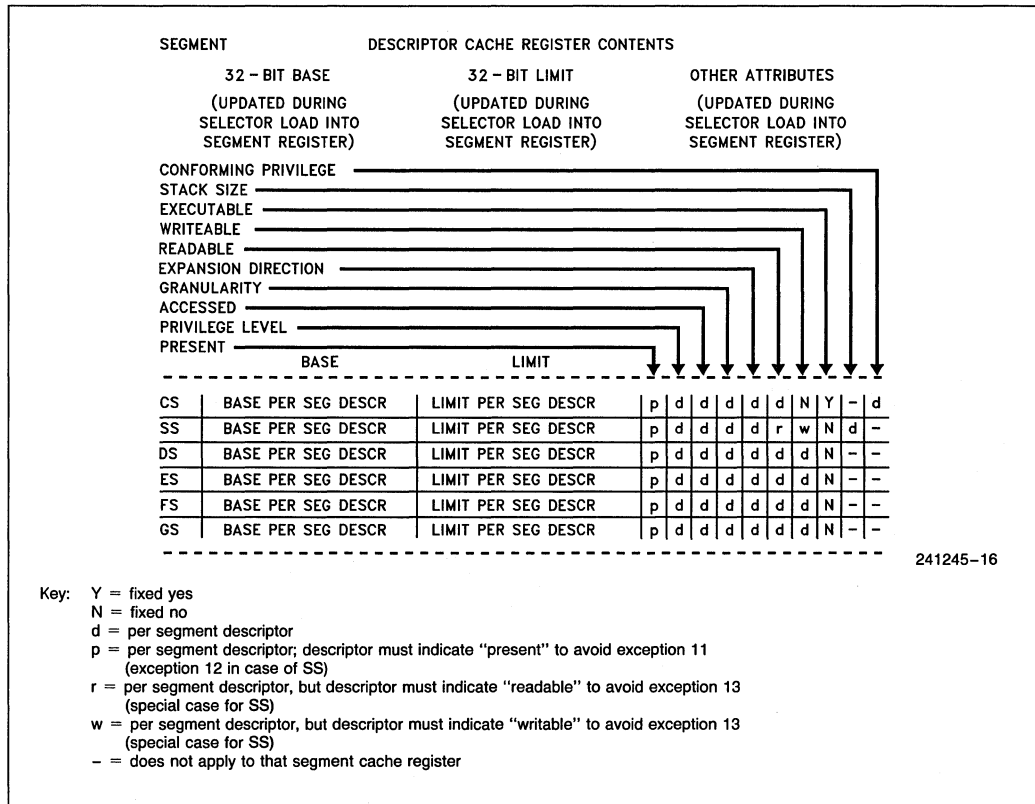 SEGMENT DESCRIPTOR CACHE REGISTER CONTENTS
32 – BIT BASE 32 – BIT LIMIT OTHER ATTRIBUTES
(UPDATED DURING (UPDATED DURING (UPDATED DURING
SELECTOR LOAD INTO SELECTOR LOAD INTO SELECTOR LOAD INTO
SEGMENT REGISTER) SEGMENT REGISTER) SEGMENT REGISTER)
CONFORMING PRIVILEGE
STACK SIZE
EXECUTABLE
WRITEABLE
READABLE
EXPANSION DIRECTION
GRANULARITY
ACCESSED
PRIVILEGE LEVEL
PRESENT
BASE LIMIT
CS BASE PER SEG DESCR LIMIT PER SEG DESCR p d d d d d N Y – d
SS BASE PER SEG DESCR LIMIT PER SEG DESCR p d d d d r w N d –
DS BASE PER SEG DESCR LIMIT PER SEG DESCR p d d d d d d N – –
ES BASE PER SEG DESCR LIMIT PER SEG DESCR p d d d d d d N – –
FS BASE PER SEG DESCR LIMIT PER SEG DESCR p d d d d d d N – –
GS BASE PER SEG DESCR LIMIT PER SEG DESCR p d d d d d d N – –
241245–16
Key: Y = fixed yes
N = fixed no
d = per segment descriptor
p = per segment descriptor; descriptor must indicate "present" to avoid exception 11
(exception 12 in case of SS)
r = per segment descriptor, but descriptor must indicate "readable" to avoid exception 13
(special case for SS)
w = per segment descriptor, but descriptor must indicate "writable" to avoid exception 13
(special case for SS)
– = does not apply to that segment cache register